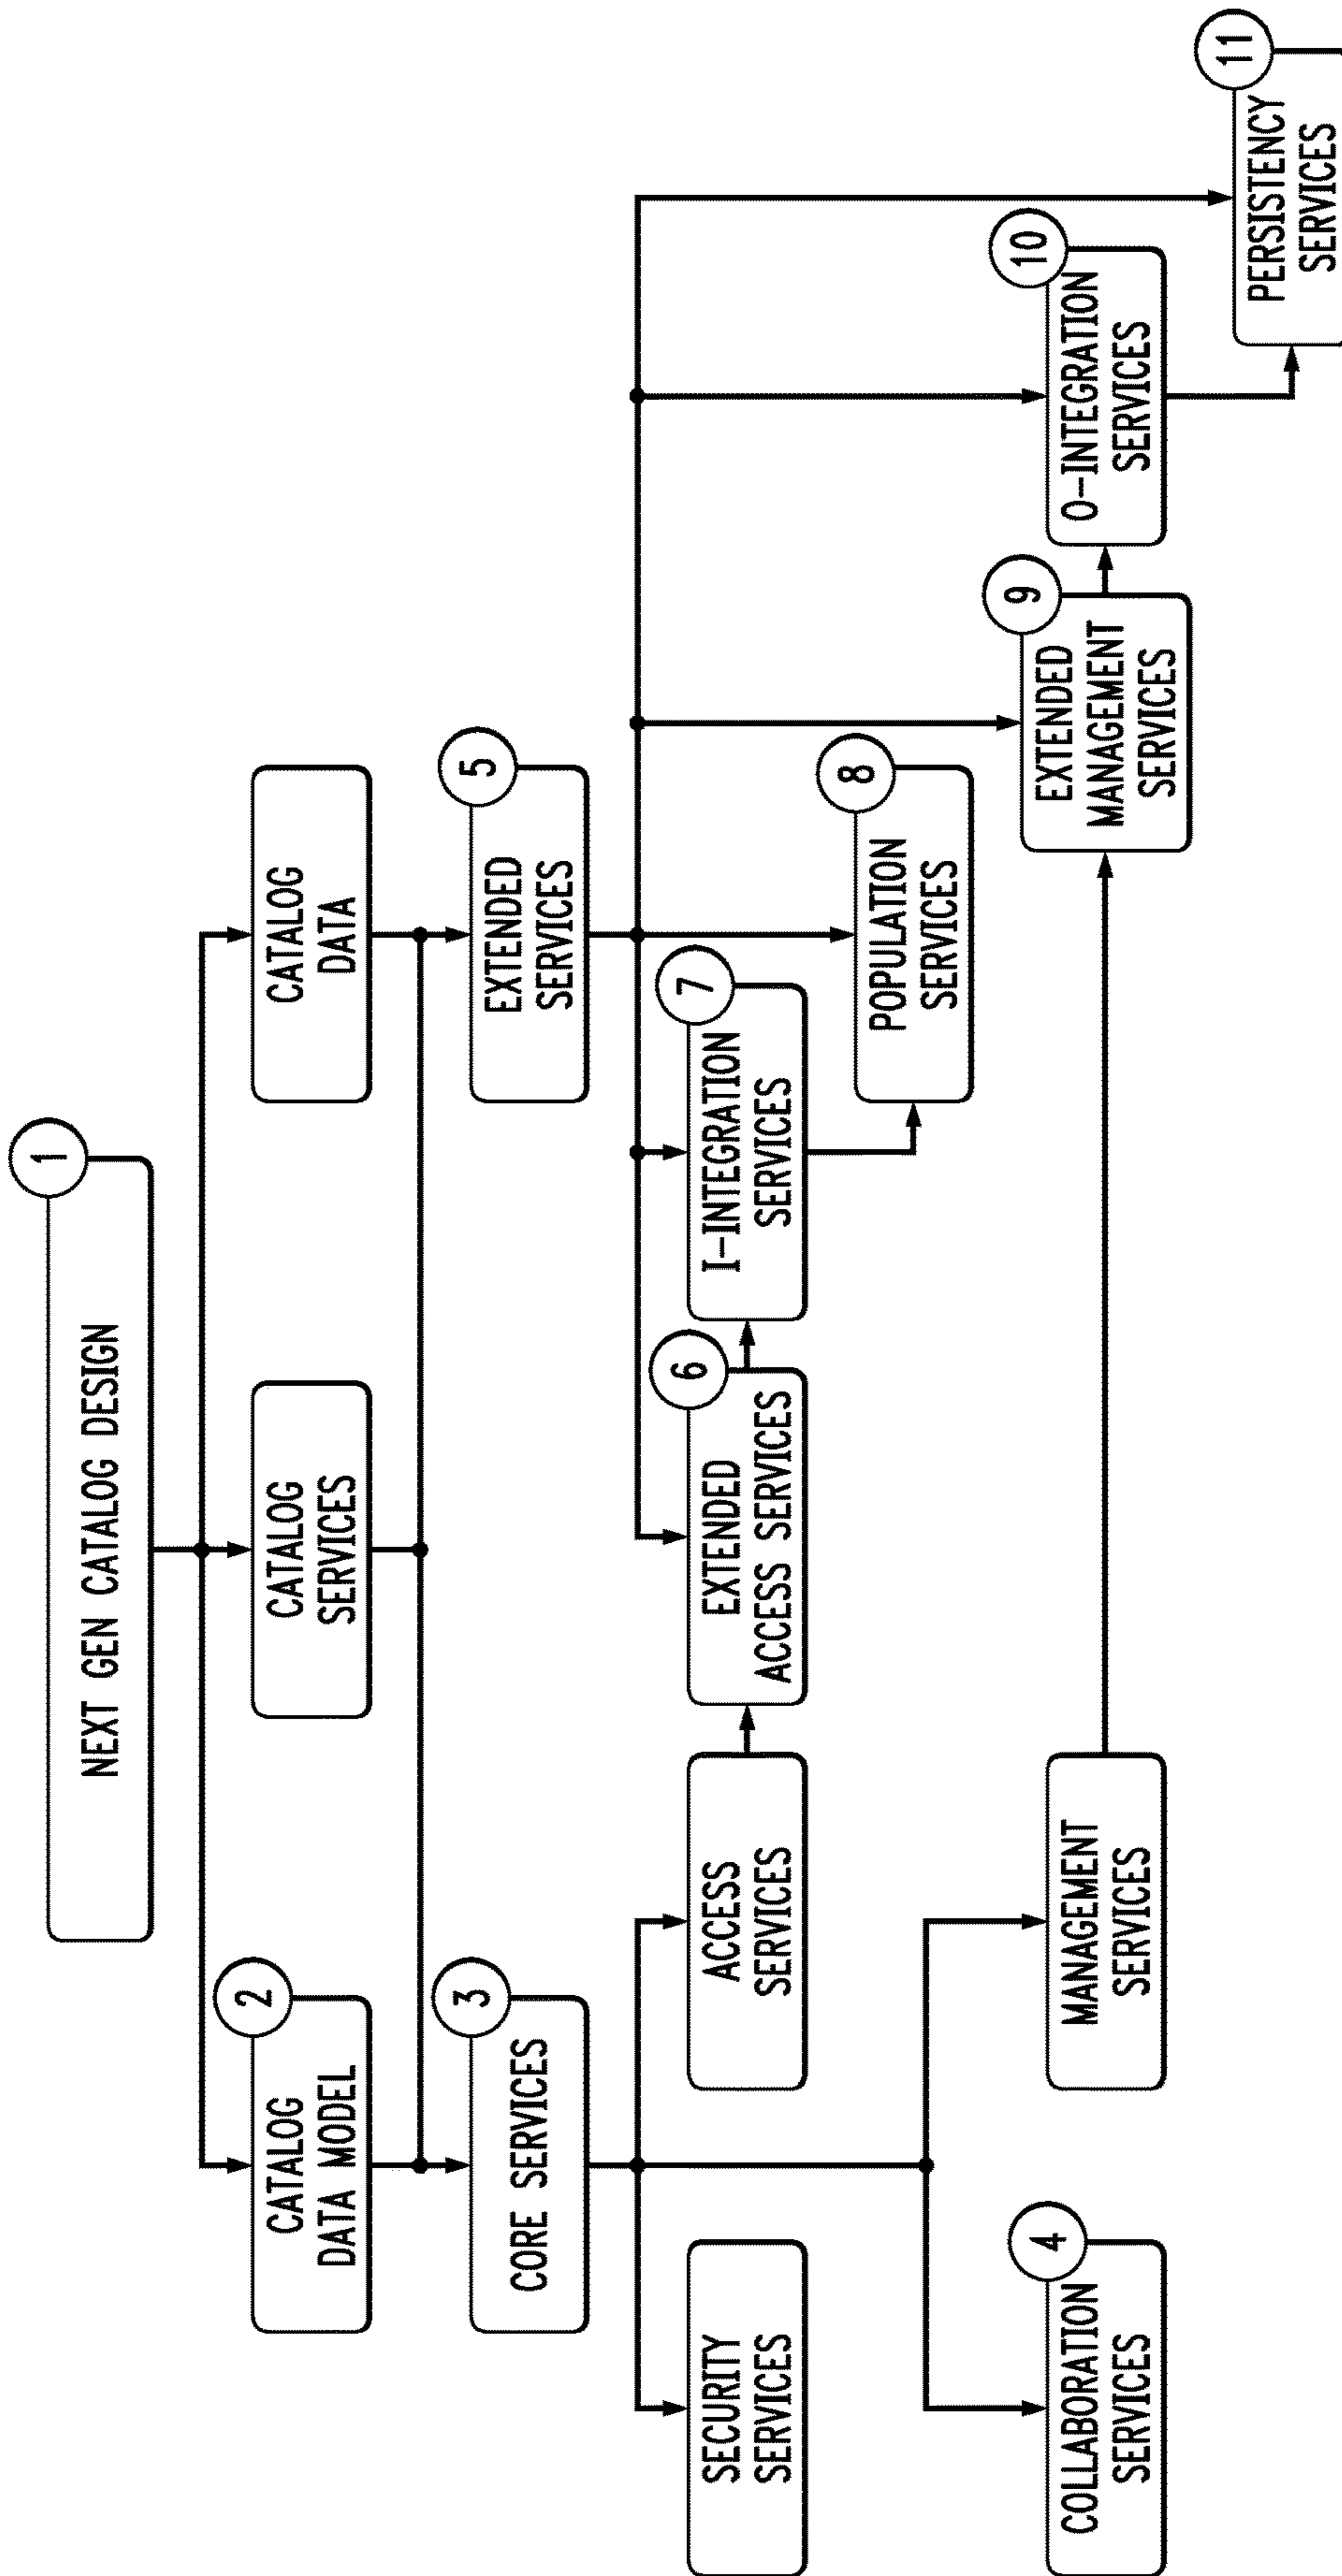 1
NEXT GEN CATALOG DESIGN
2
CATALOG
DATA MODEL
CATALOG
SERVICES
CATALOG
DATA
3
CORE SERVICES
5
EXTENDED
SERVICES
SECURITY
SERVICES
ACCESS
SERVICES
6
EXTENDED
ACCESS SERVICES
7
I-INTEGRATION
SERVICES
8
POPULATION
SERVICES
4
COLLABORATION
SERVICES
MANAGEMENT
SERVICES
9
EXTENDED
MANAGEMENT
SERVICES
10
O-INTEGRATION
SERVICES
11
PERSISTENCY
SERVICES